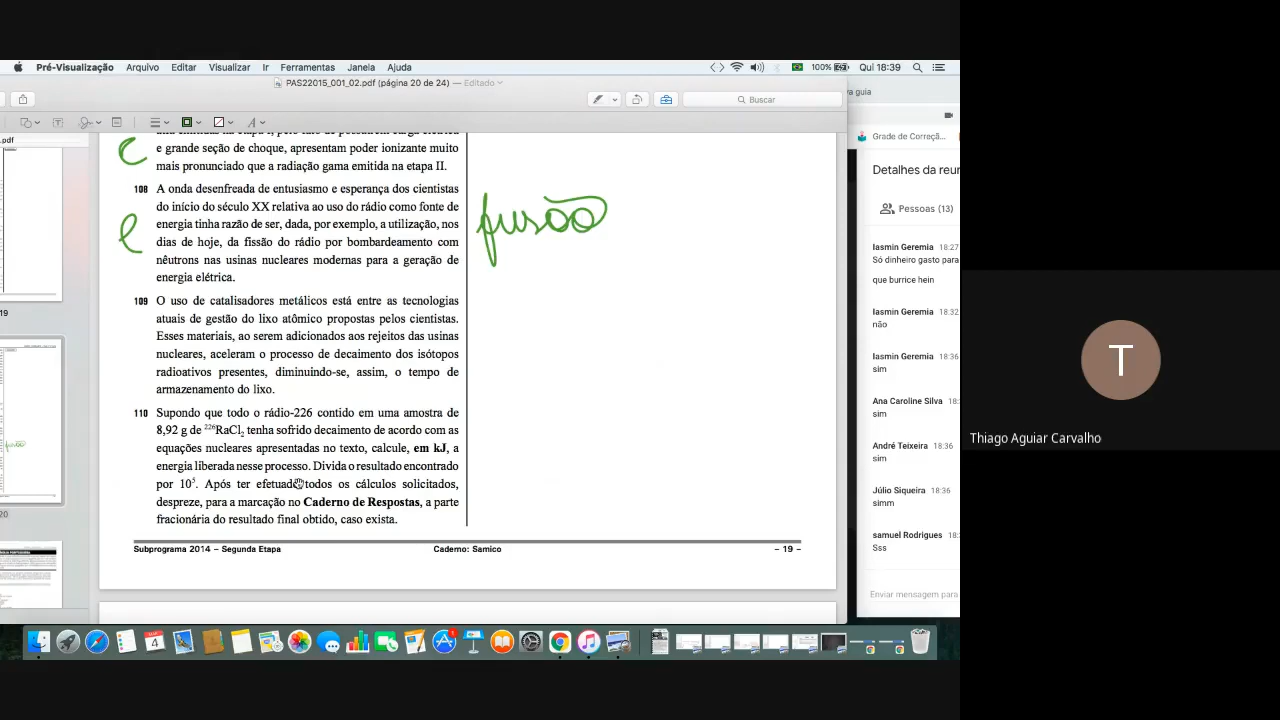 Pré-Visualização Arquivo Editar Visualizar Ir Ferramentas Janela Ajuda 100% Qui 18:39
PAS22015_001_02.pdf (página 20 de 24) — Editado
va guia
Buscar
Grade de Correçã...
.pdf
e grande seção de choque, apresentam poder ionizante muito
mais pronunciado que a radiação gama emitida na etapa II.
C
108 A onda desenfreada de entusiasmo e esperança dos cientistas
do início do século XX relativa ao uso do rádio como fonte de
energia tinha razão de ser, dada, por exemplo, a utilização, nos
dias de hoje, da fissão do rádio por bombardeamento com
nêutrons nas usinas nucleares modernas para a geração de
energia elétrica.
e
fusão
109 O uso de catalisadores metálicos está entre as tecnologias
atuais de gestão do lixo atômico propostas pelos cientistas.
Esses materiais, ao serem adicionados aos rejeitos das usinas
nucleares, aceleram o processo de decaimento dos isótopos
radioativos presentes, diminuindo-se, assim, o tempo de
armazenamento do lixo.
110 Supondo que todo o rádio-226 contido em uma amostra de
8,92 g de ²²⁶RaCl₂ tenha sofrido decaimento de acordo com as
equações nucleares apresentadas no texto, calcule, em kJ, a
energia liberada nesse processo. Divida o resultado encontrado
por 10⁵. Após ter efetuado todos os cálculos solicitados,
despreze, para a marcação no Caderno de Respostas, a parte
fracionária do resultado final obtido, caso exista.
Subprograma 2014 – Segunda Etapa Caderno: Samico – 19 –
19
20
Detalhes da reun
Pessoas (13)
Iasmin Geremia 18:27
Só dinheiro gasto para
que burrice hein
Iasmin Geremia 18:32
não
Iasmin Geremia 18:36
sim
Ana Caroline Silva 18:
sim
André Teixeira 18:36
sim
Júlio Siqueira 18:36
simm
samuel Rodrigues 18:
Sss
Enviar mensagem para
T
Thiago Aguiar Carvalho